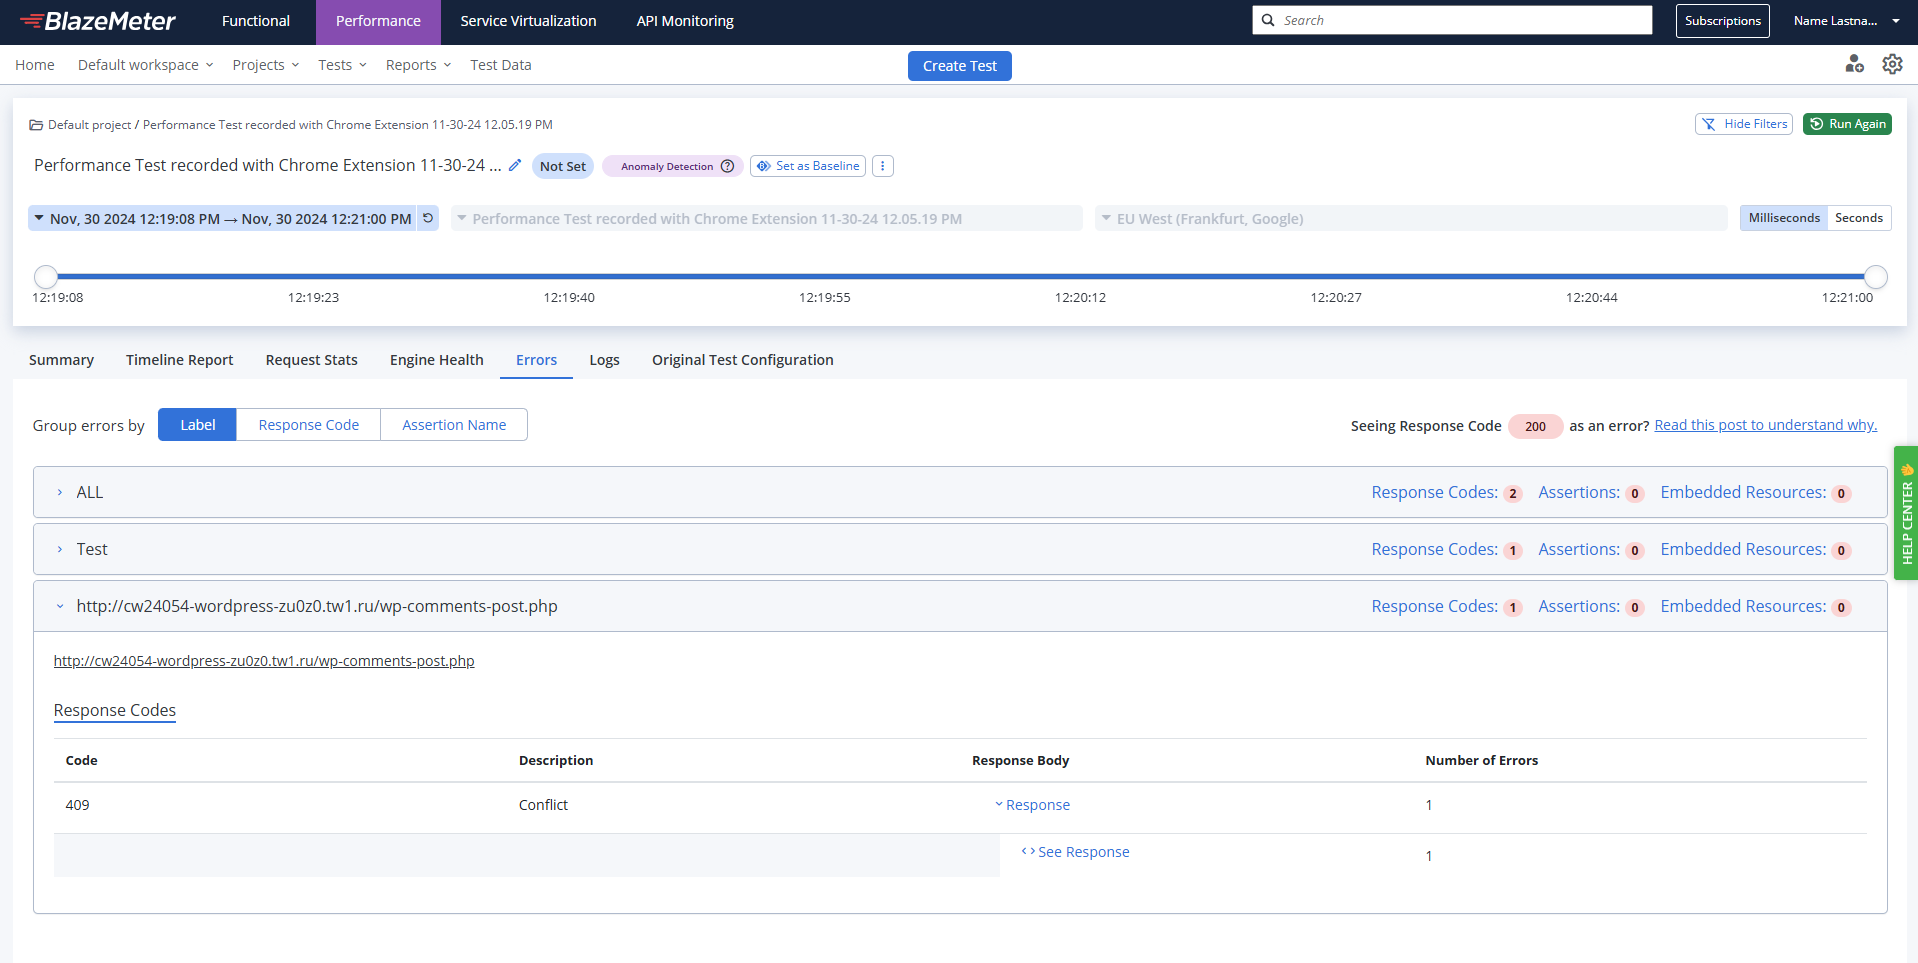 BlazeMeter Functional Performance Service Virtualization API Monitoring Search Subscriptions Name Lastna...
Home Default workspace Projects Tests Reports Test Data Create Test
Default project / Performance Test recorded with Chrome Extension 11-30-24 12.05.19 PM Hide Filters Run Again
Performance Test recorded with Chrome Extension 11-30-24 ... Not Set Anomaly Detection ? Set as Baseline
Nov, 30 2024 12:19:08 PM → Nov, 30 2024 12:21:00 PM Performance Test recorded with Chrome Extension 11-30-24 12.05.19 PM EU West (Frankfurt, Google) Milliseconds Seconds
12:19:08 12:19:23 12:19:40 12:19:55 12:20:12 12:20:27 12:20:44 12:21:00
Summary Timeline Report Request Stats Engine Health Errors Logs Original Test Configuration
Group errors by Label Response Code Assertion Name Seeing Response Code 200 as an error? Read this post to understand why.
ALL Response Codes: 2 Assertions: 0 Embedded Resources: 0
Test Response Codes: 1 Assertions: 0 Embedded Resources: 0
http://cw24054-wordpress-zu0z0.tw1.ru/wp-comments-post.php Response Codes: 1 Assertions: 0 Embedded Resources: 0
http://cw24054-wordpress-zu0z0.tw1.ru/wp-comments-post.php
Response Codes
Code Description Response Body Number of Errors
409 Conflict Response 1
See Response 1
HELP CENTER